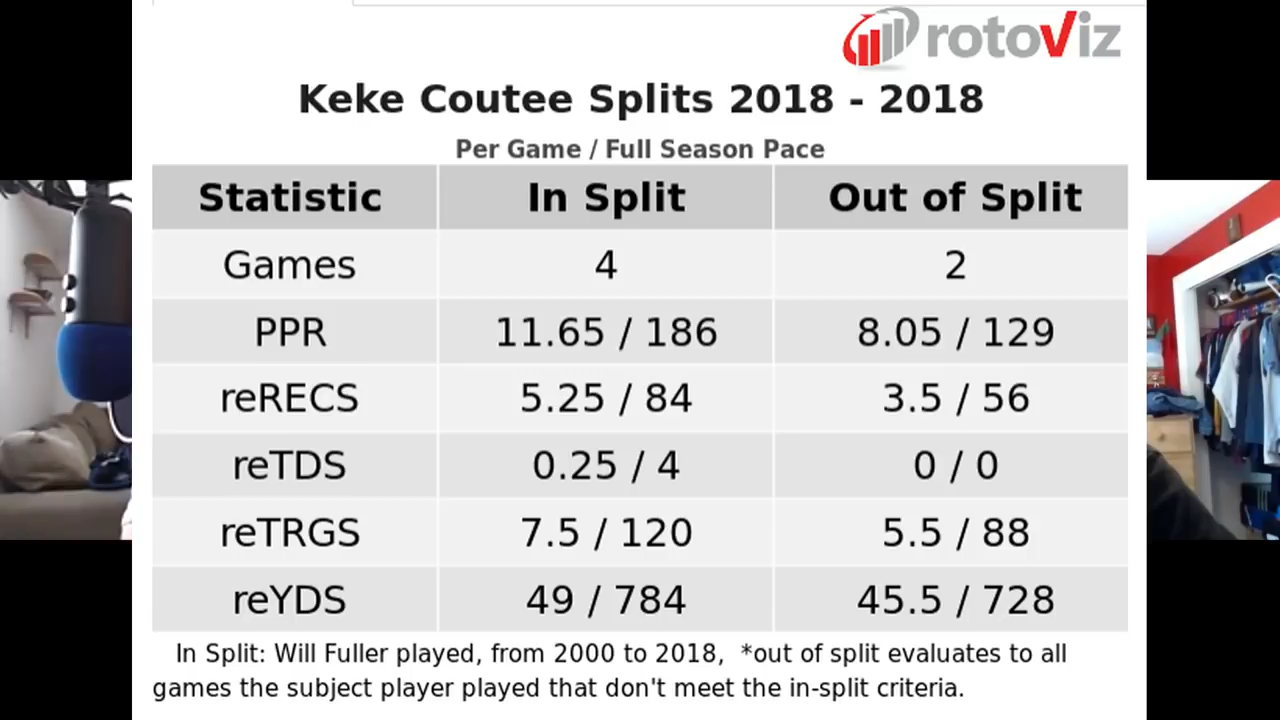 rotoViz
Keke Coutee Splits 2018 - 2018
Per Game / Full Season Pace
Statistic In Split Out of Split
Games 4 2
PPR 11.65 / 186 8.05 / 129
reRECS 5.25 / 84 3.5 / 56
reTDS 0.25 / 4 0 / 0
reTRGS 7.5 / 120 5.5 / 88
reYDS 49 / 784 45.5 / 728
In Split: Will Fuller played, from 2000 to 2018, *out of split evaluates to all
games the subject player played that don't meet the in-split criteria.